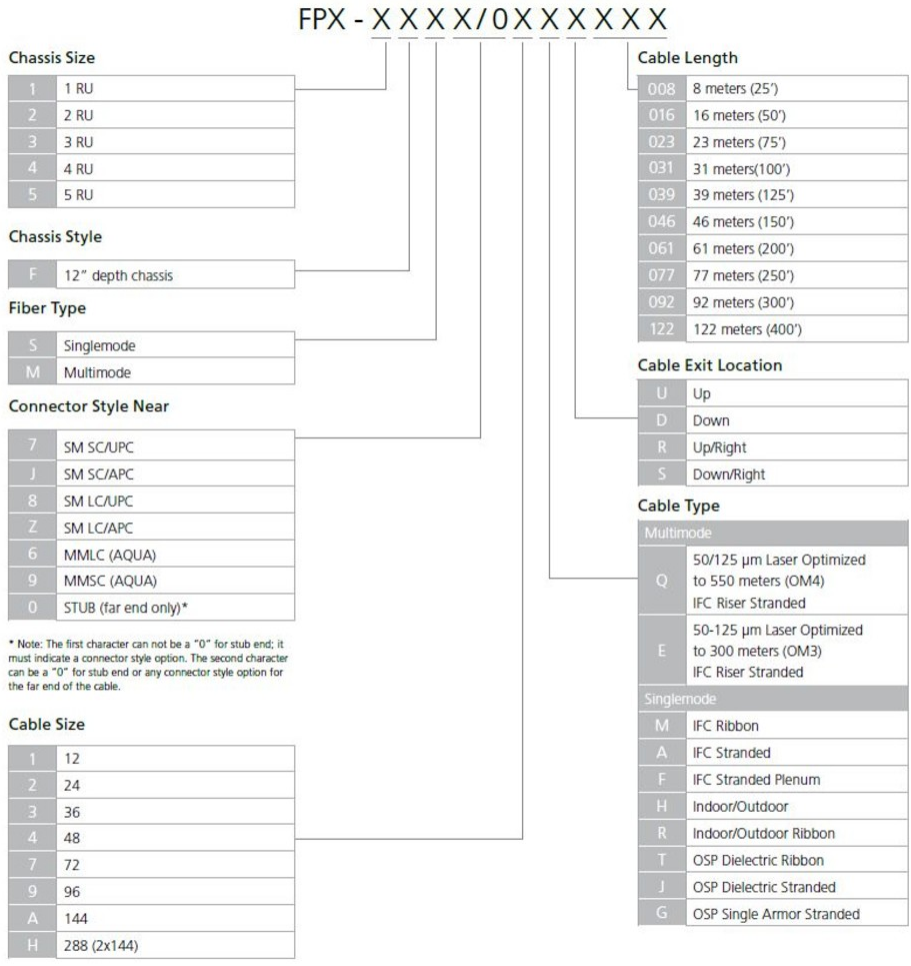 FPX - X X X X / 0 X X X X X X
Chassis Size
1 1 RU
2 2 RU
3 3 RU
4 4 RU
5 5 RU
Chassis Style
F 12” depth chassis
Fiber Type
S Singlemode
M Multimode
Connector Style Near
7 SM SC/UPC
J SM SC/APC
8 SM LC/UPC
Z SM LC/APC
6 MMLC (AQUA)
9 MMSC (AQUA)
0 STUB (far end only)*
* Note: The first character can not be a “0” for stub end; it
must indicate a connector style option. The second character
can be a “0” for stub end or any connector style option for
the far end of the cable.
Cable Size
1 12
2 24
3 36
4 48
7 72
9 96
A 144
H 288 (2x144)
Cable Length
008 8 meters (25’)
016 16 meters (50’)
023 23 meters (75’)
031 31 meters(100’)
039 39 meters (125’)
046 46 meters (150’)
061 61 meters (200’)
077 77 meters (250’)
092 92 meters (300’)
122 122 meters (400’)
Cable Exit Location
U Up
D Down
R Up/Right
S Down/Right
Cable Type
Multimode
50/125 µm Laser Optimized
Q to 550 meters (OM4)
IFC Riser Stranded
50-125 µm Laser Optimized
E to 300 meters (OM3)
IFC Riser Stranded
Singlemode
M IFC Ribbon
A IFC Stranded
F IFC Stranded Plenum
H Indoor/Outdoor
R Indoor/Outdoor Ribbon
T OSP Dielectric Ribbon
J OSP Dielectric Stranded
G OSP Single Armor Stranded